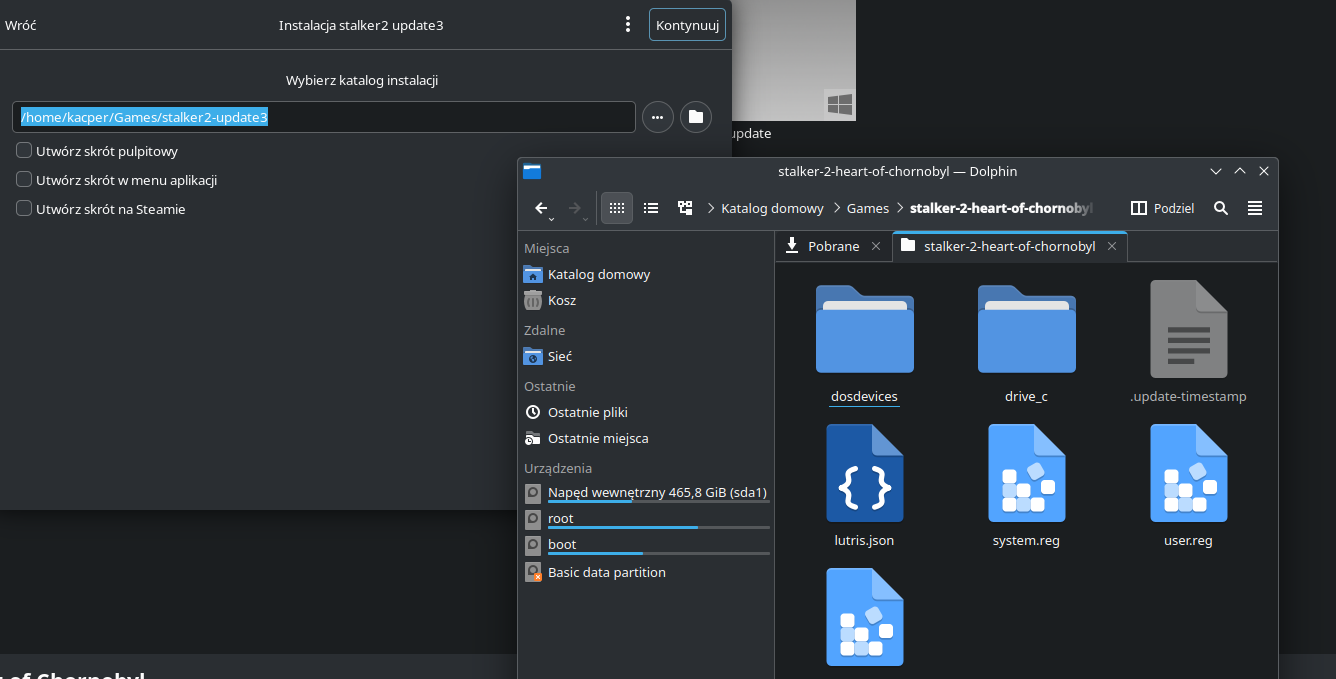 Wróć
Instalacja stalker2 update3
Kontynuuj
Wybierz katalog instalacji
/home/kacper/Games/stalker2-update3
Utwórz skrót pulpitowy
Utwórz skrót w menu aplikacji
Utwórz skrót na Steamie
update
stalker-2-heart-of-chornobyl — Dolphin
Katalog domowy
Games
stalker-2-heart-of-chornobyl
Podziel
Miejsca
Katalog domowy
Kosz
Zdalne
Sieć
Ostatnie
Ostatnie pliki
Ostatnie miejsca
Urządzenia
Napęd wewnętrzny 465,8 GiB (sda1)
root
boot
Basic data partition
Pobrane
stalker-2-heart-of-chornobyl
dosdevices
drive_c
.update-timestamp
lutris.json
system.reg
user.reg
of Chornobyl